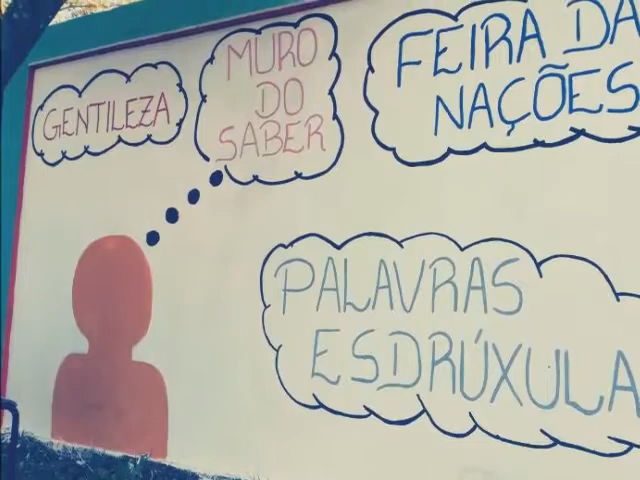 GENTILEZA
MURO
DO
SABER
FEIRA DA
NAÇÕES
PALAVRAS
ESDRÚXULA